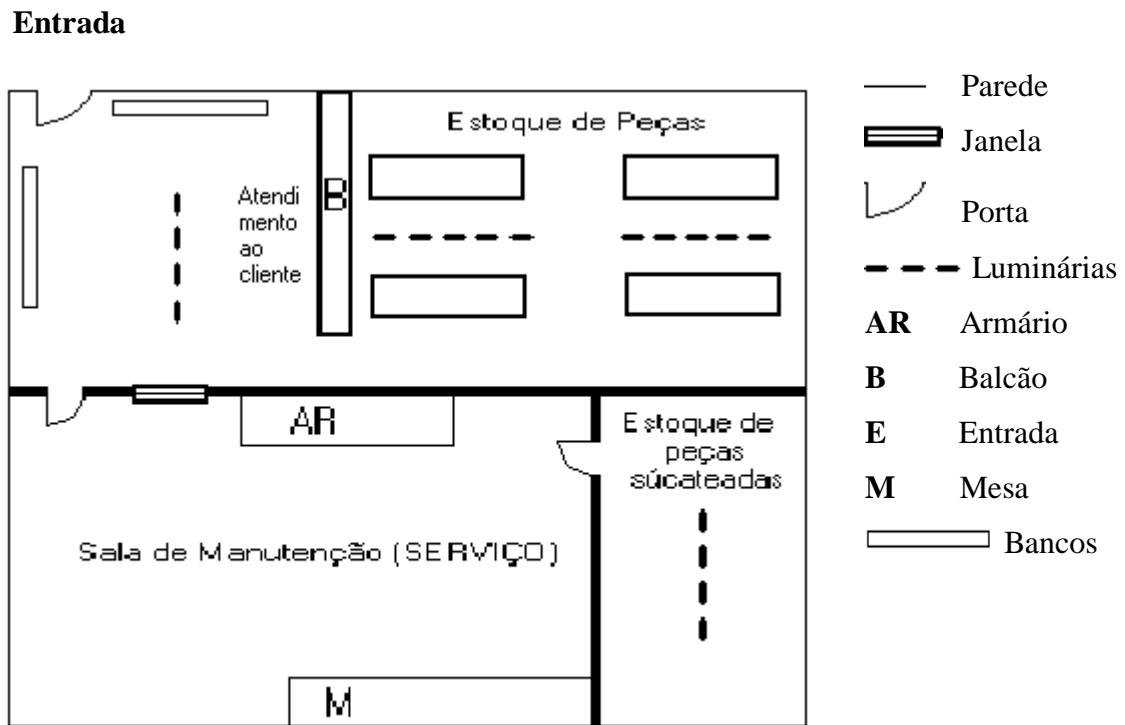 Entrada
Estoque de Peças
B
Atendi
mento
ao
cliente
AR
Estoque de
peças
súcateadas
Sala de Manutenção (SERVIÇO)
M
Parede
Janela
Porta
Luminárias
AR Armário
B Balcão
E Entrada
M Mesa
Bancos